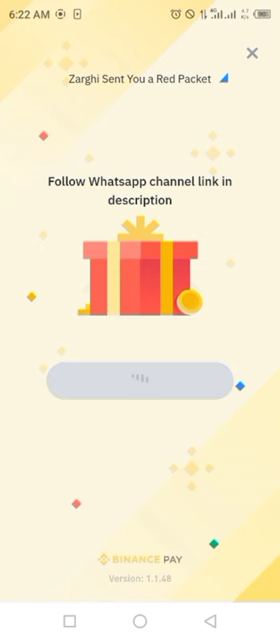 6:22 AM
Zarghi Sent You a Red Packet
Follow Whatsapp channel link in
description
BINANCE PAY
Version: 1.1.48